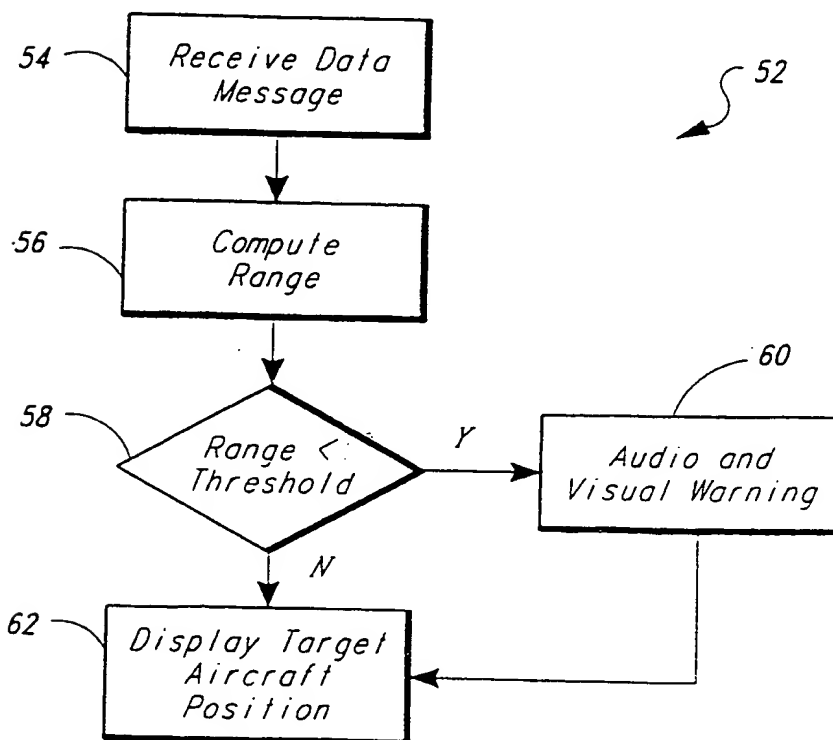 54
Receive Data
Message
52
56
Compute
Range
58
Range <
Threshold
Y
60
Audio and
Visual Warning
N
62
Display Target
Aircraft
Position